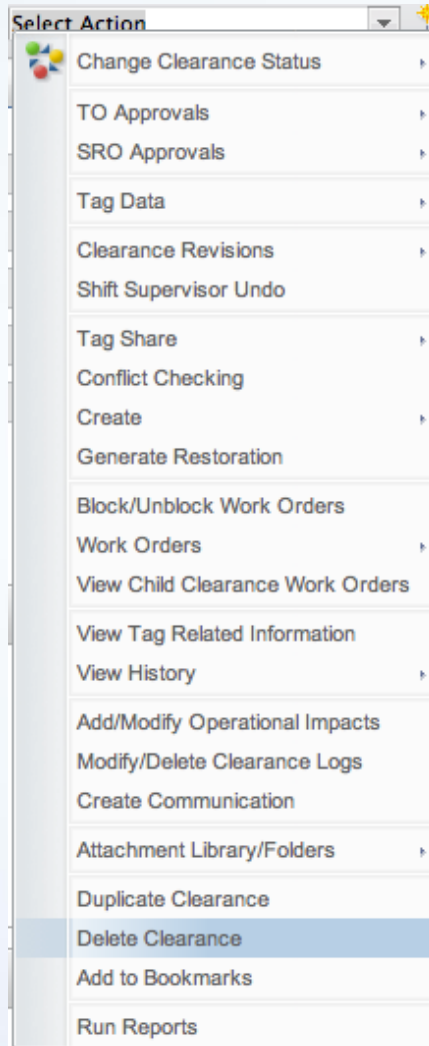 Select Action
Change Clearance Status
TO Approvals
SRO Approvals
Tag Data
Clearance Revisions
Shift Supervisor Undo
Tag Share
Conflict Checking
Create
Generate Restoration
Block/Unblock Work Orders
Work Orders
View Child Clearance Work Orders
View Tag Related Information
View History
Add/Modify Operational Impacts
Modify/Delete Clearance Logs
Create Communication
Attachment Library/Folders
Duplicate Clearance
Delete Clearance
Add to Bookmarks
Run Reports